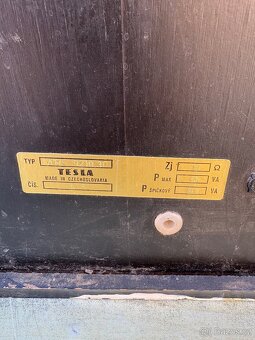 TYP
TESLA
MADE IN CZECHOSLOVAKIA
Čís.
Zj Ω
P MAX. VA
P ŠPIČKOVÝ VA